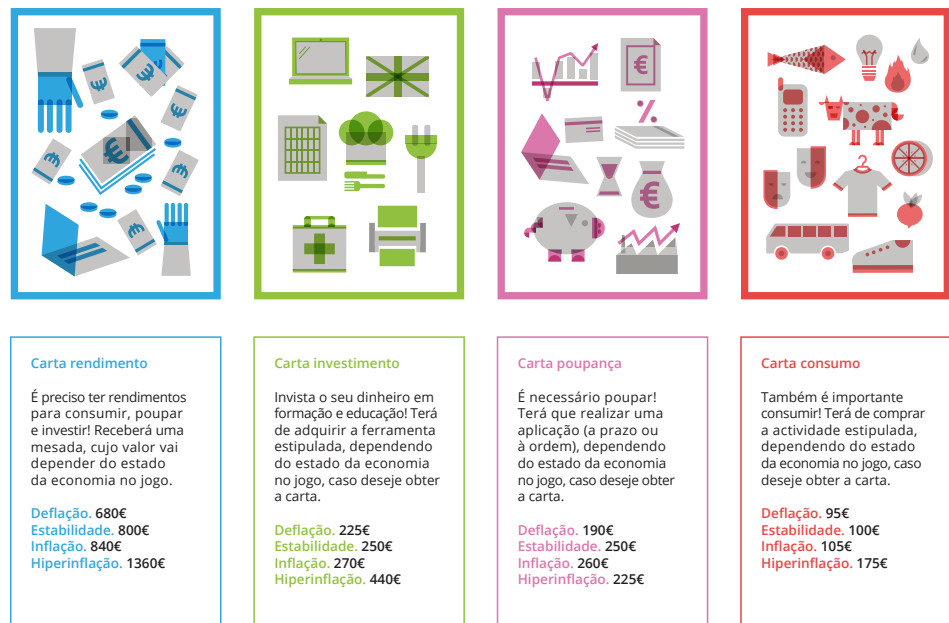 €
€
€
€
€
€
€
€
%
€
Carta rendimento
É preciso ter rendimentos
para consumir, poupar
e investir! Receberá uma
mesada, cujo valor vai
depender do estado
da economia no jogo.
Deflação. 680€
Estabilidade. 800€
Inflação. 840€
Hiperinflação. 1360€
Carta investimento
Invista o seu dinheiro em
formação e educação! Terá
de adquirir a ferramenta
estipulada, dependendo
do estado da economia
no jogo, caso deseje obter
a carta.
Deflação. 225€
Estabilidade. 250€
Inflação. 270€
Hiperinflação. 440€
Carta poupança
É necessário poupar!
Terá que realizar uma
aplicação (a prazo ou
à ordem), dependendo
do estado da economia
no jogo, caso deseje obter
a carta.
Deflação. 190€
Estabilidade. 250€
Inflação. 260€
Hiperinflação. 225€
Carta consumo
Também é importante
consumir! Terá de comprar
a actividade estipulada,
dependendo do estado
da economia no jogo, caso
deseje obter a carta.
Deflação. 95€
Estabilidade. 100€
Inflação. 105€
Hiperinflação. 175€